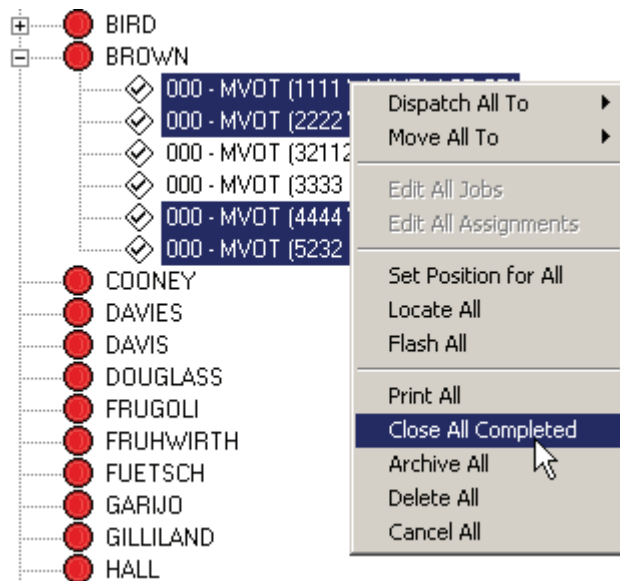 BIRD
BROWN
000 - MVOT (1111
000 - MVOT (2222
000 - MVOT (32112
000 - MVOT (3333
000 - MVOT (4444
000 - MVOT (5232
COONEY
DAVIES
DAVIS
DOUGLASS
FRUGOLI
FRUHWIRTH
FUETSCH
GARIJO
GILLILAND
HALL
Dispatch All To
Move All To
Edit All Jobs
Edit All Assignments
Set Position for All
Locate All
Flash All
Print All
Close All Completed
Archive All
Delete All
Cancel All